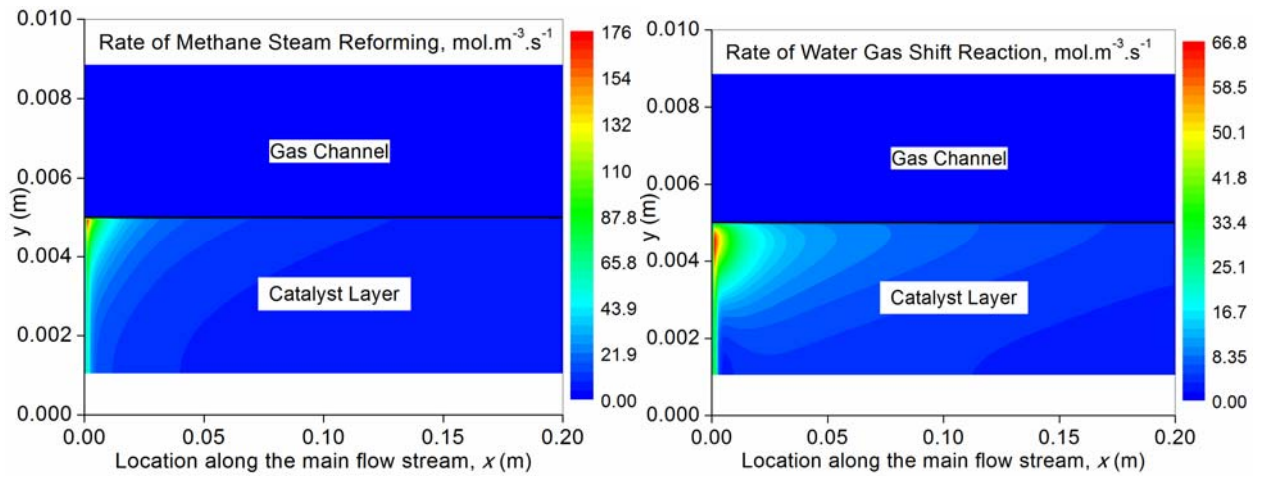 0.010
Rate of Methane Steam Reforming, mol.m⁻³.s⁻¹
0.008
Gas Channel
0.006
y (m)
0.004
Catalyst Layer
0.002
0.000
0.00 0.05 0.10 0.15 0.20
Location along the main flow stream, x (m)
176
154
132
110
87.8
65.8
43.9
21.9
0.00
0.010
Rate of Water Gas Shift Reaction, mol.m⁻³.s⁻¹
0.008
Gas Channel
0.006
y (m)
0.004
Catalyst Layer
0.002
0.000
0.00 0.05 0.10 0.15 0.20
Location along the main flow stream, x (m)
66.8
58.5
50.1
41.8
33.4
25.1
16.7
8.35
0.00